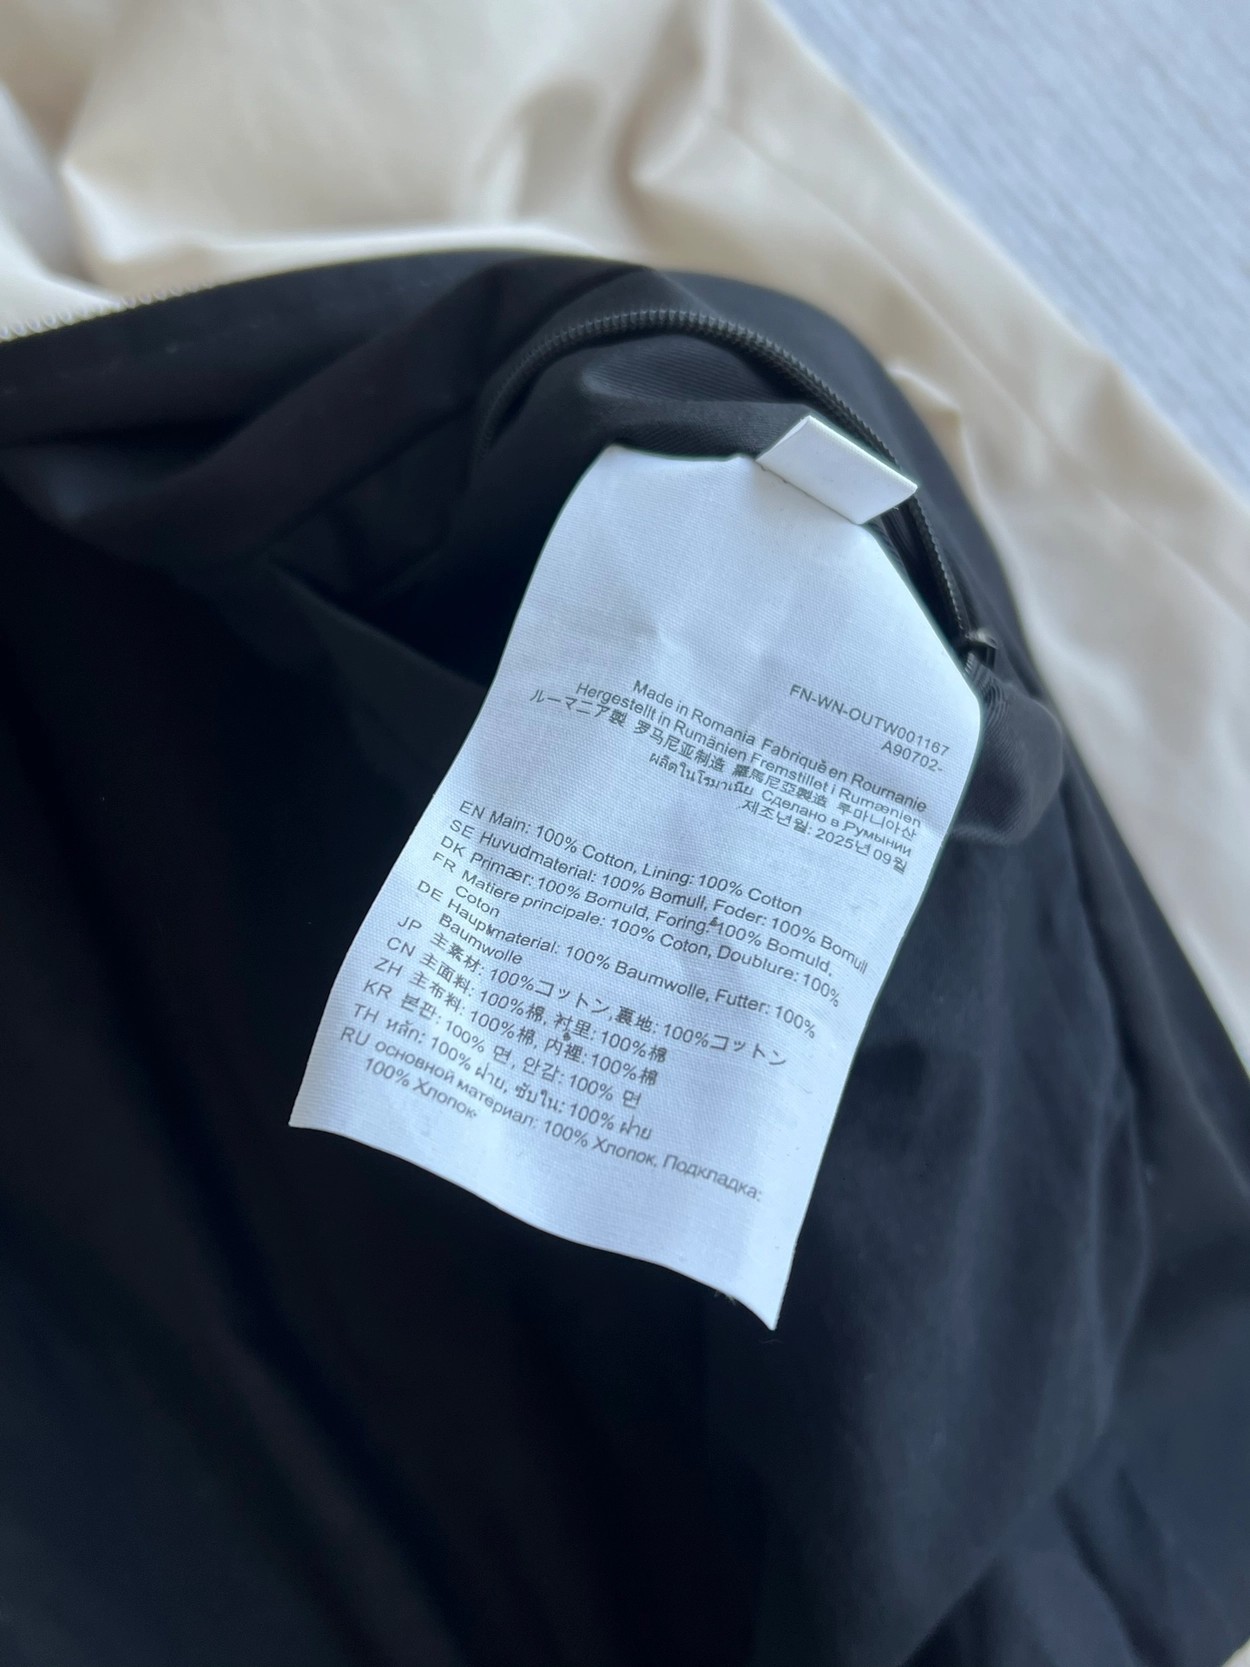 FN-WN-OUTW001167
A90702-
Made in Romania Fabriqué en Roumanie
Hergestellt in Rumänien Fremstillet i Rumænien
ルーマニア製 罗马尼亚制造 羅馬尼亞製造 루마니아산
ผลิตในโรมาเนีย Сделано в Румынии
제조년월: 2025년 09월
EN Main: 100% Cotton, Lining: 100% Cotton
SE Huvudmaterial: 100% Bomull, Foder: 100% Bomull
DK Primær: 100% Bomuld, Foring: 100% Bomuld.
FR Matiere principale: 100% Coton, Doublure: 100%
Coton
DE Hauptmaterial: 100% Baumwolle, Futter: 100%
Baumwolle
JP 主素材: 100%コットン, 裏地: 100%コットン
CN 主面料: 100%棉, 衬里: 100%棉
ZH 主布料: 100%棉, 內裡: 100%棉
KR 본판: 100% 면, 안감: 100% 면
TH หลัก: 100% ฝ้าย, ซับใน: 100% ฝ้าย
RU основной материал: 100% Хлопок, Подкладка:
100% Хлопок